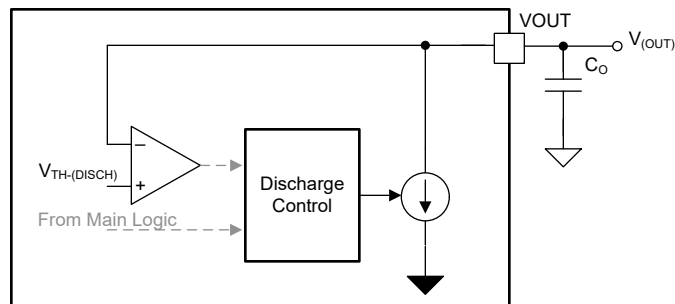 VOUT
V(OUT)
CO
−
VTH-(DISCH)
+
Discharge
Control
From Main Logic